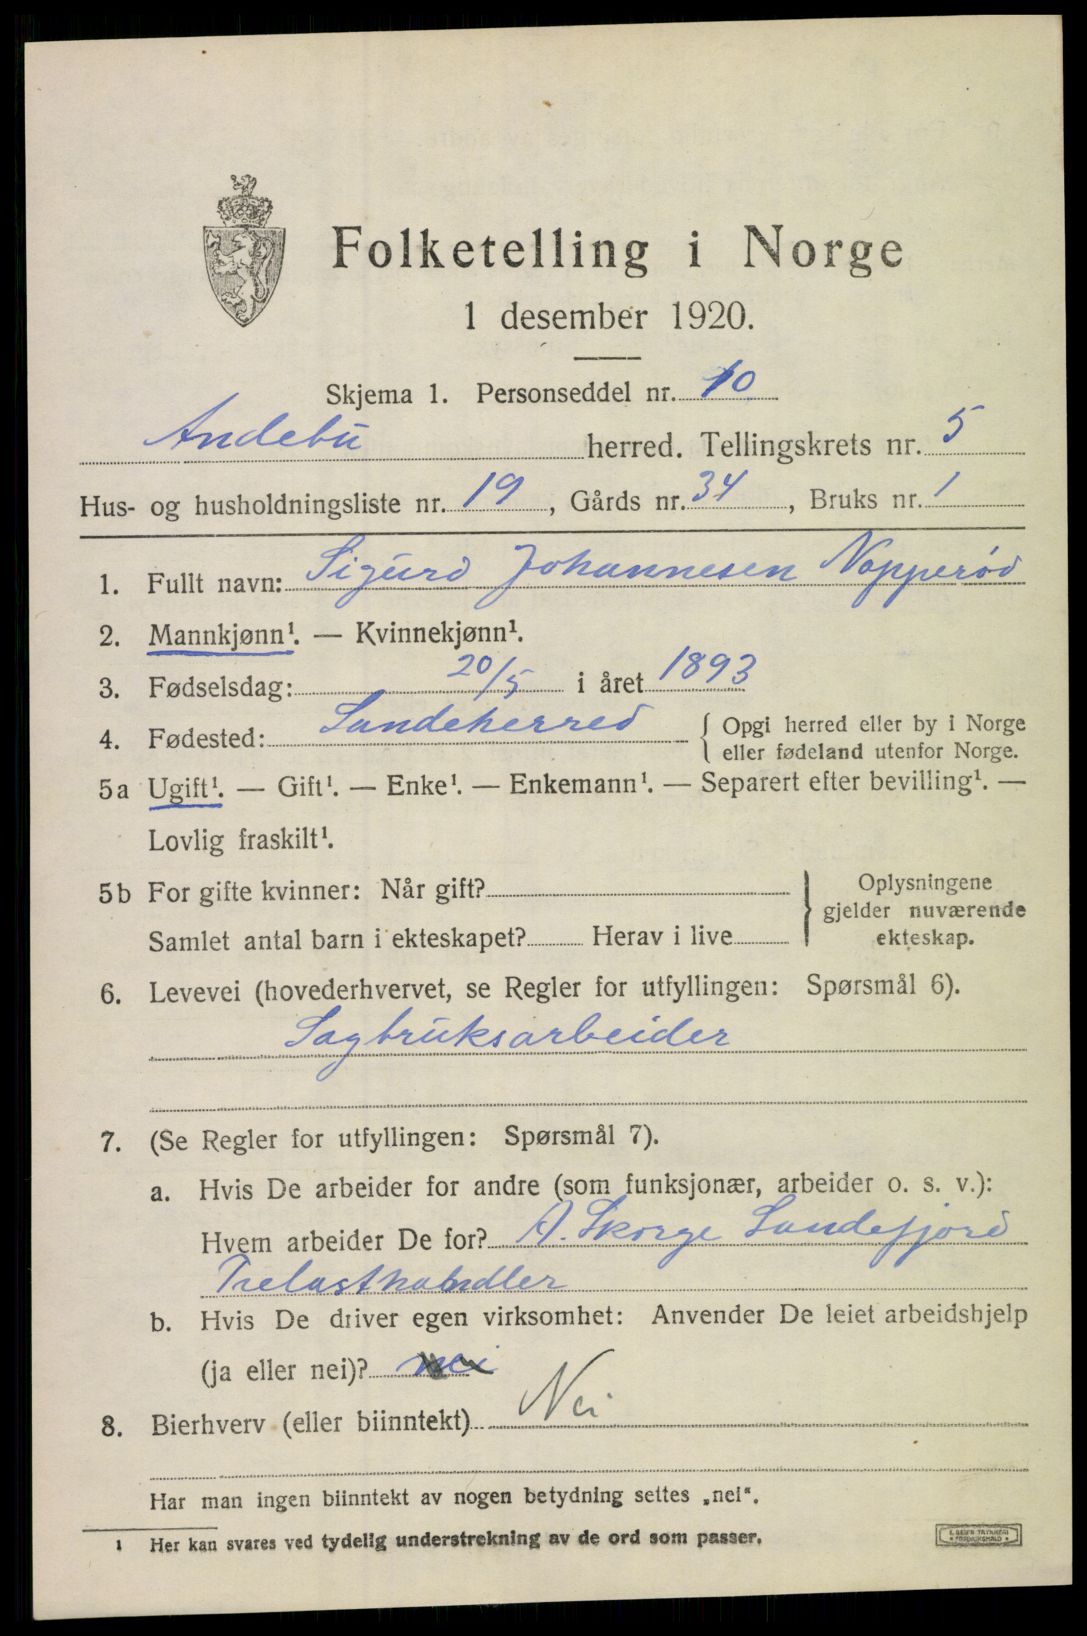 Folketelling i Norge
1 desember 1920.
Skjema 1. Personseddel nr. 10
Andebu herred. Tellingskrets nr. 5
Hus- og husholdningsliste nr. 19, Gårds nr. 34, Bruks nr. 1
1. Fullt navn: Sigurd Johannesen Napperød
2. Mannkjønn¹. — Kvinnekjønn¹.
3. Fødselsdag: 20/5 i året 1893
4. Fødested: Sandeherred { Opgi herred eller by i Norge
eller fødeland utenfor Norge.
5a Ugift¹. — Gift¹. — Enke¹. — Enkemann¹. — Separert efter bevilling¹. —
Lovlig fraskilt¹.
5b For gifte kvinner: Når gift?
Samlet antal barn i ekteskapet? Herav i live
} Oplysningene
gjelder nuværende
ekteskap.
6. Levevei (hovederhvervet, se Regler for utfyllingen: Spørsmål 6).
Sagbruksarbeider
7. (Se Regler for utfyllingen: Spørsmål 7).
a. Hvis De arbeider for andre (som funksjonær, arbeider o. s. v.):
Hvem arbeider De for? A. Skorge Sandefjord
Trelasthandler
b. Hvis De driver egen virksomhet: Anvender De leiet arbeidshjelp
(ja eller nei)? nei
8. Bierhverv (eller biinntekt) Nei
Har man ingen biinntekt av nogen betydning settes „nei“.
1 Her kan svares ved tydelig understrekning av de ord som passer.